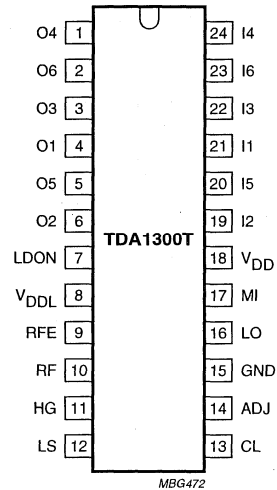 O4 1 24 I4
O6 2 23 I6
O3 3 22 I3
O1 4 21 I1
O5 5 20 I5
O2 6 19 I2
TDA1300T
LDON 7 18 VDD
VDDL 8 17 MI
RFE 9 16 LO
RF 10 15 GND
HG 11 14 ADJ
LS 12 13 CL
MBG472